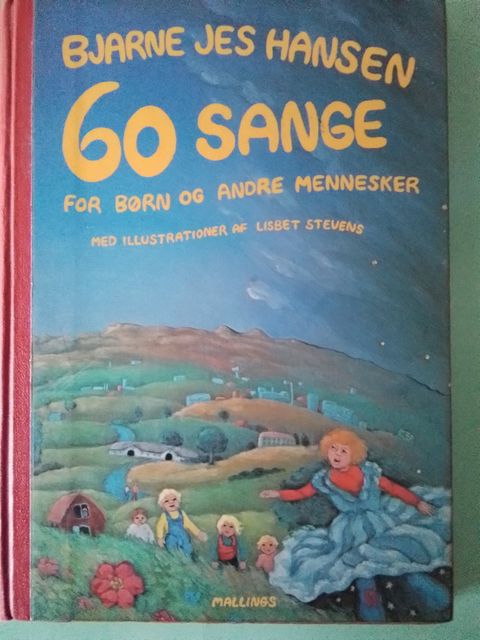 BJARNE JES HANSEN
60 SANGE
FOR BØRN OG ANDRE MENNESKER
MED ILLUSTRATIONER AF LISBET STEVENS
MALLINGS